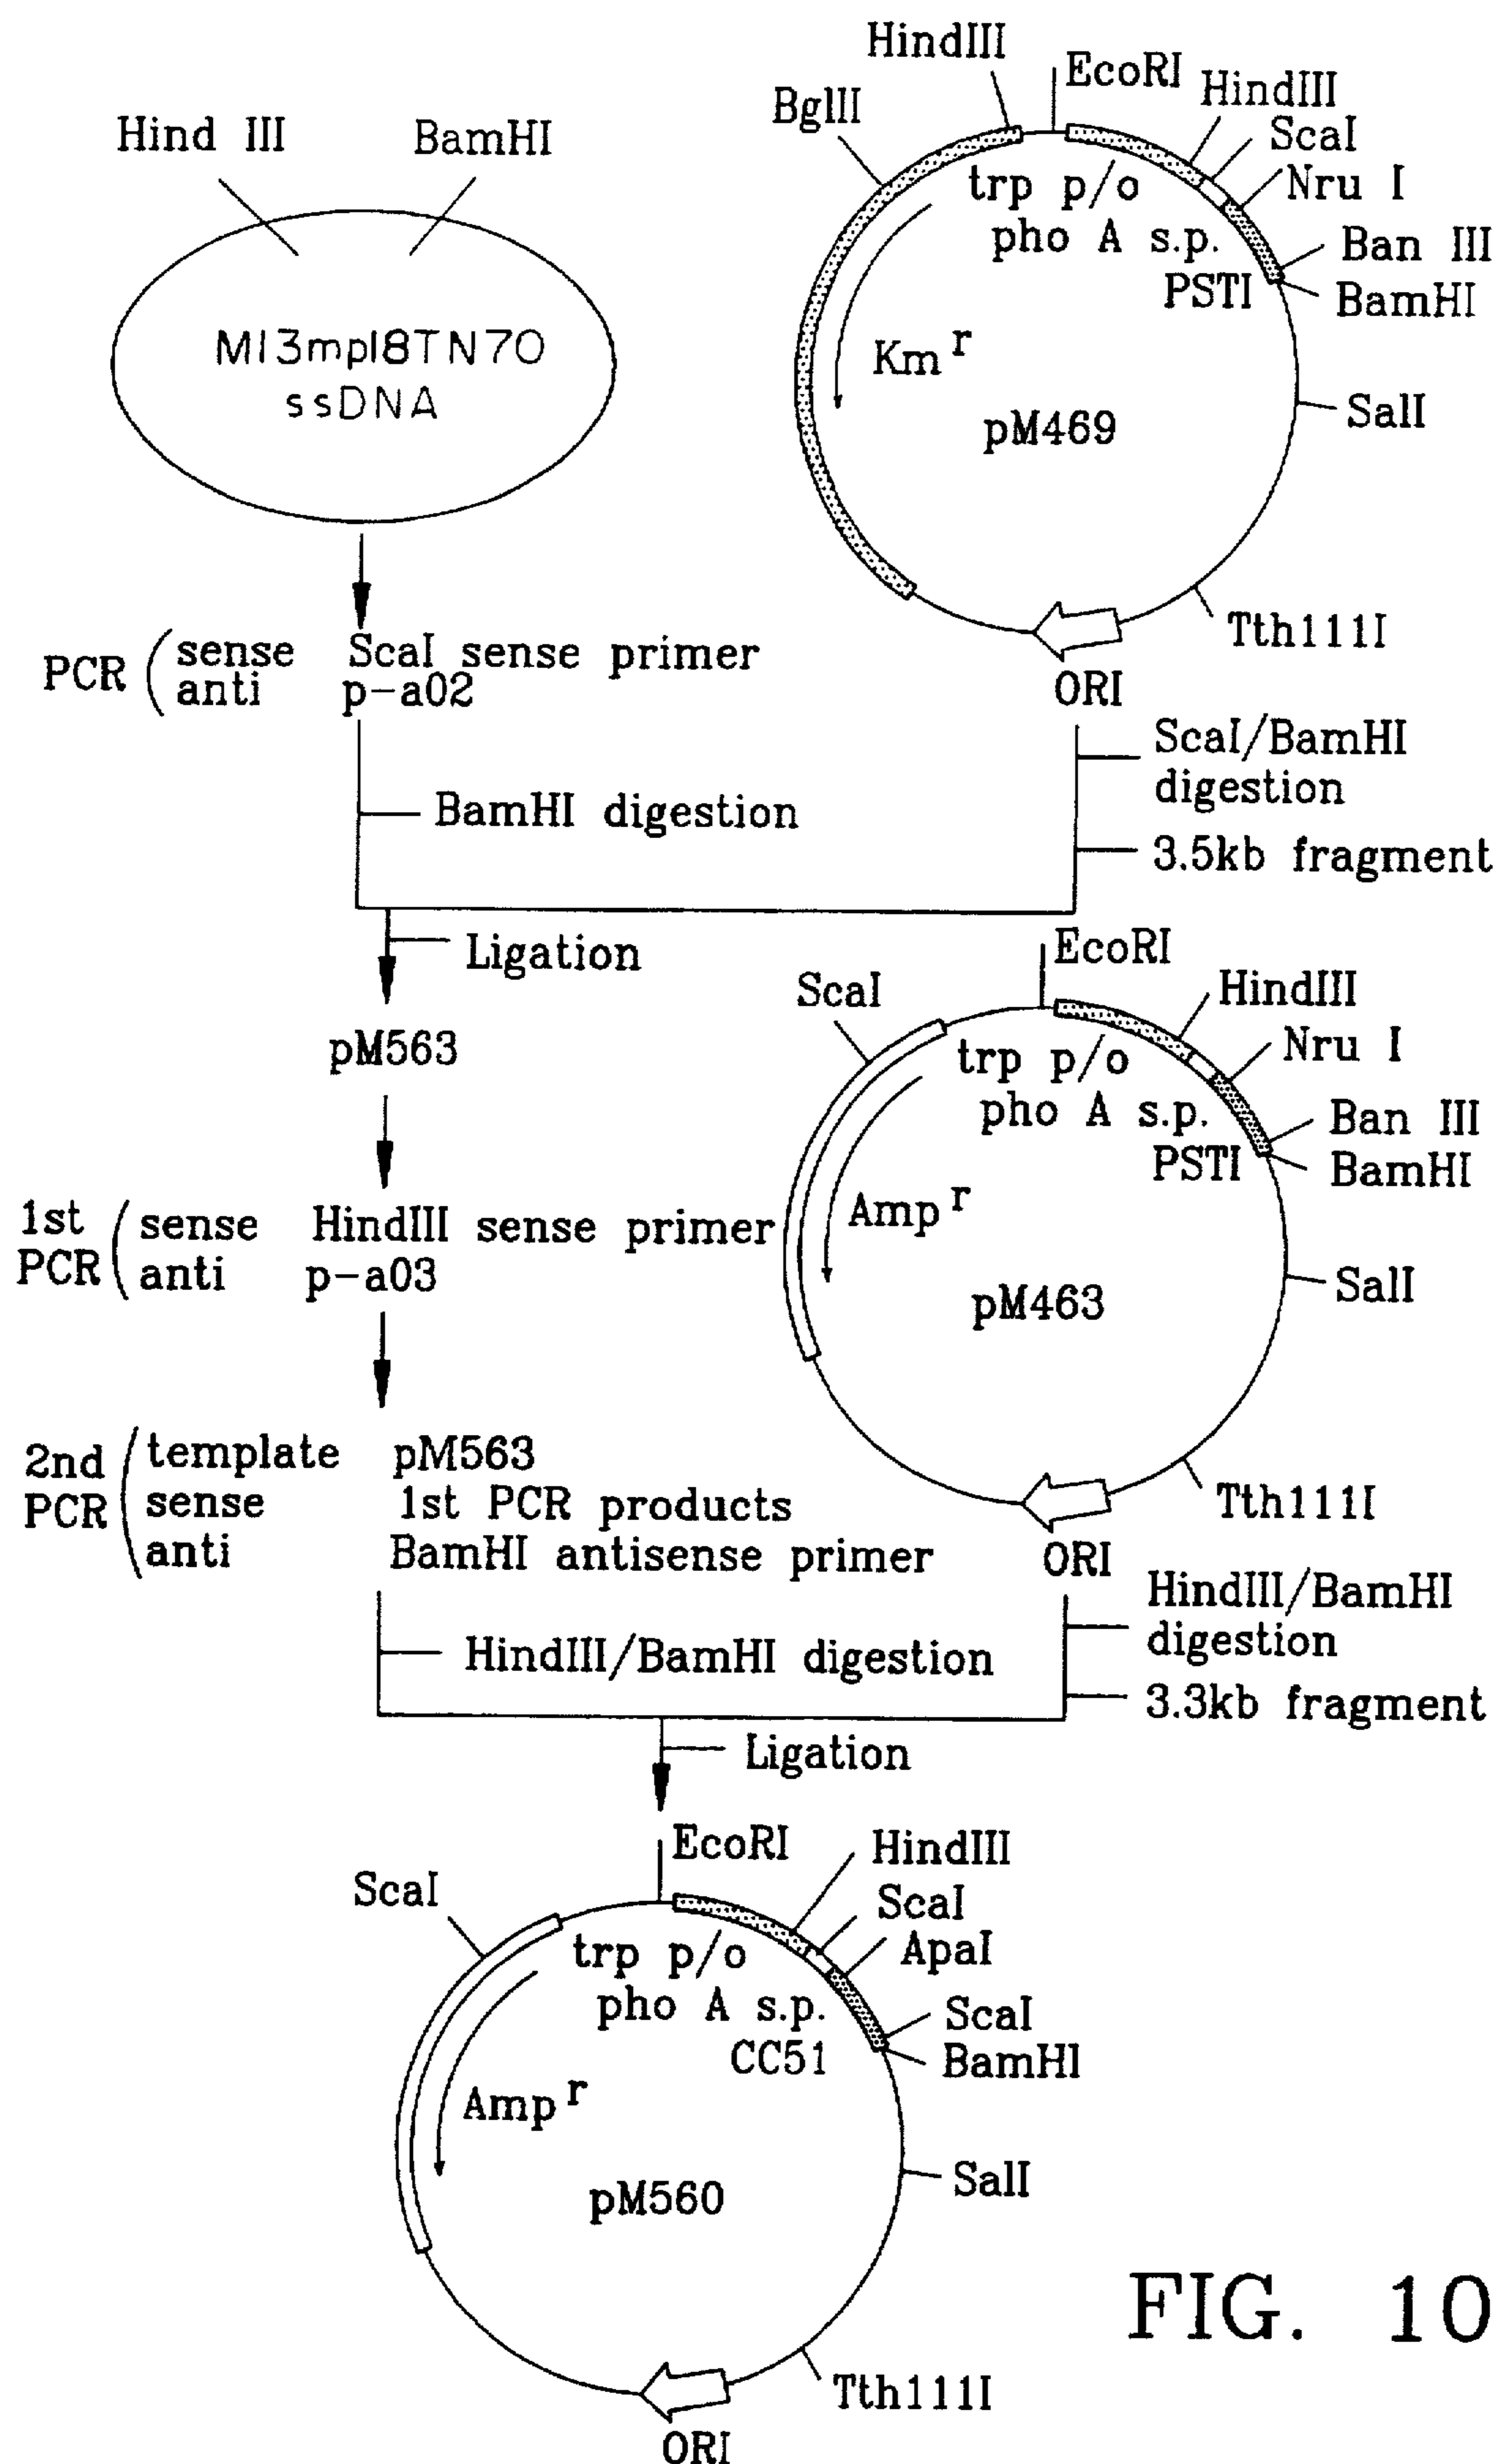 Hind III
BamHI
M13mp18TN70
ssDNA
HindIII
EcoRI
BglII
HindIII
ScaI
trp p/o
Nru I
pho A s.p.
Ban III
PSTI
BamHI
Km r
SalI
pM469
Tth111I
ORI
PCR ( sense ScaI sense primer
anti p-a02
ScaI/BamHI
digestion
BamHI digestion
3.5kb fragment
Ligation
pM563
EcoRI
ScaI
HindIII
trp p/o
Nru I
pho A s.p.
Ban III
PSTI
BamHI
Amp r
SalI
pM463
Tth111I
ORI
1st
PCR ( sense HindIII sense primer
anti p-a03
2nd
PCR ( template pM563
sense 1st PCR products
anti BamHI antisense primer
HindIII/BamHI
digestion
HindIII/BamHI digestion
3.3kb fragment
Ligation
EcoRI
HindIII
ScaI
ScaI
trp p/o
ApaI
pho A s.p.
ScaI
CC51
BamHI
Amp r
SalI
pM560
Tth111I
ORI
FIG. 10